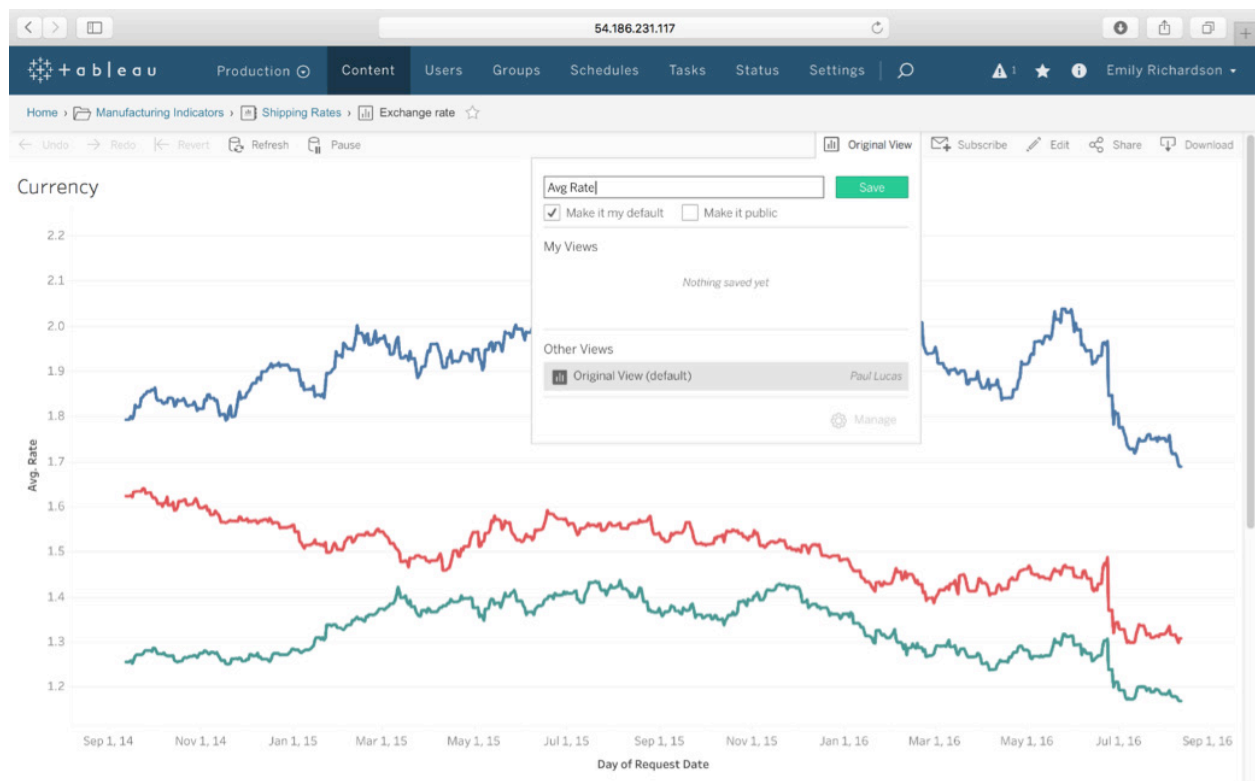 54.186.231.117
+ a b | e a u Production Content Users Groups Schedules Tasks Status Settings 1 Emily Richardson
Home › Manufacturing Indicators › Shipping Rates › Exchange rate
Undo Redo Revert Refresh Pause Original View Subscribe Edit Share Download
Currency
Avg Rate Save
Make it my default Make it public
My Views
Nothing saved yet
Other Views
Original View (default) Paul Lucas
Manage
2.2
2.1
2.0
1.9
1.8
1.7
1.6
1.5
1.4
1.3
1.2
Avg. Rate
Sep 1, 14 Nov 1, 14 Jan 1, 15 Mar 1, 15 May 1, 15 Jul 1, 15 Sep 1, 15 Nov 1, 15 Jan 1, 16 Mar 1, 16 May 1, 16 Jul 1, 16 Sep 1, 16
Day of Request Date